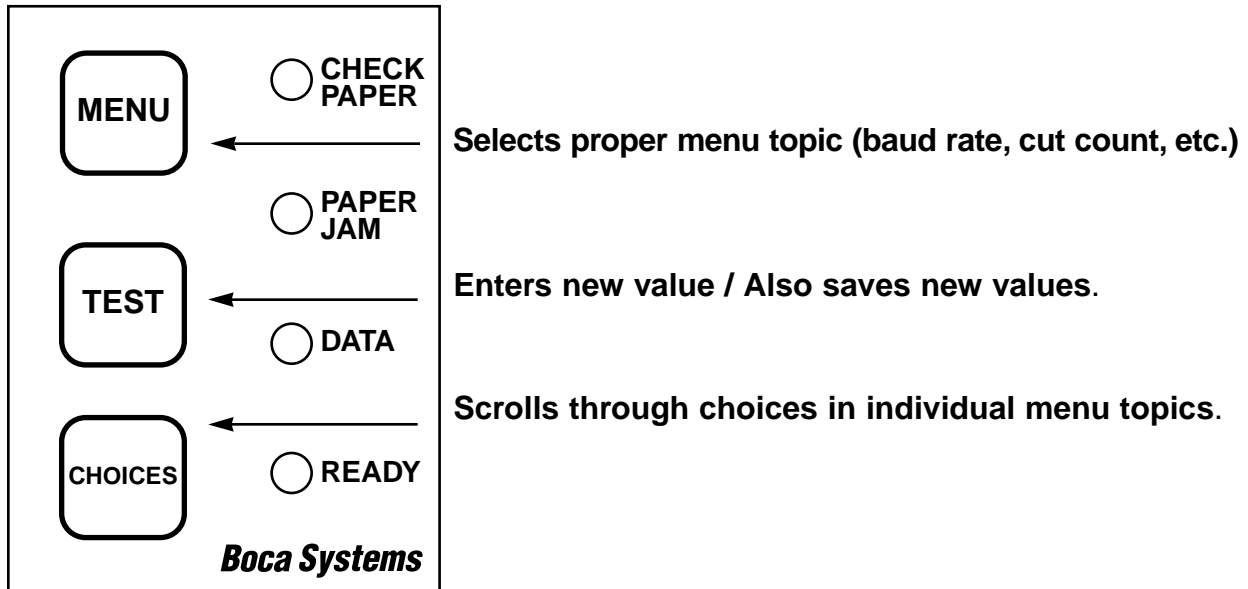 CHECK
PAPER
MENU
Selects proper menu topic (baud rate, cut count, etc.)
PAPER
JAM
TEST
Enters new value / Also saves new values.
DATA
Scrolls through choices in individual menu topics.
CHOICES
READY
Boca Systems